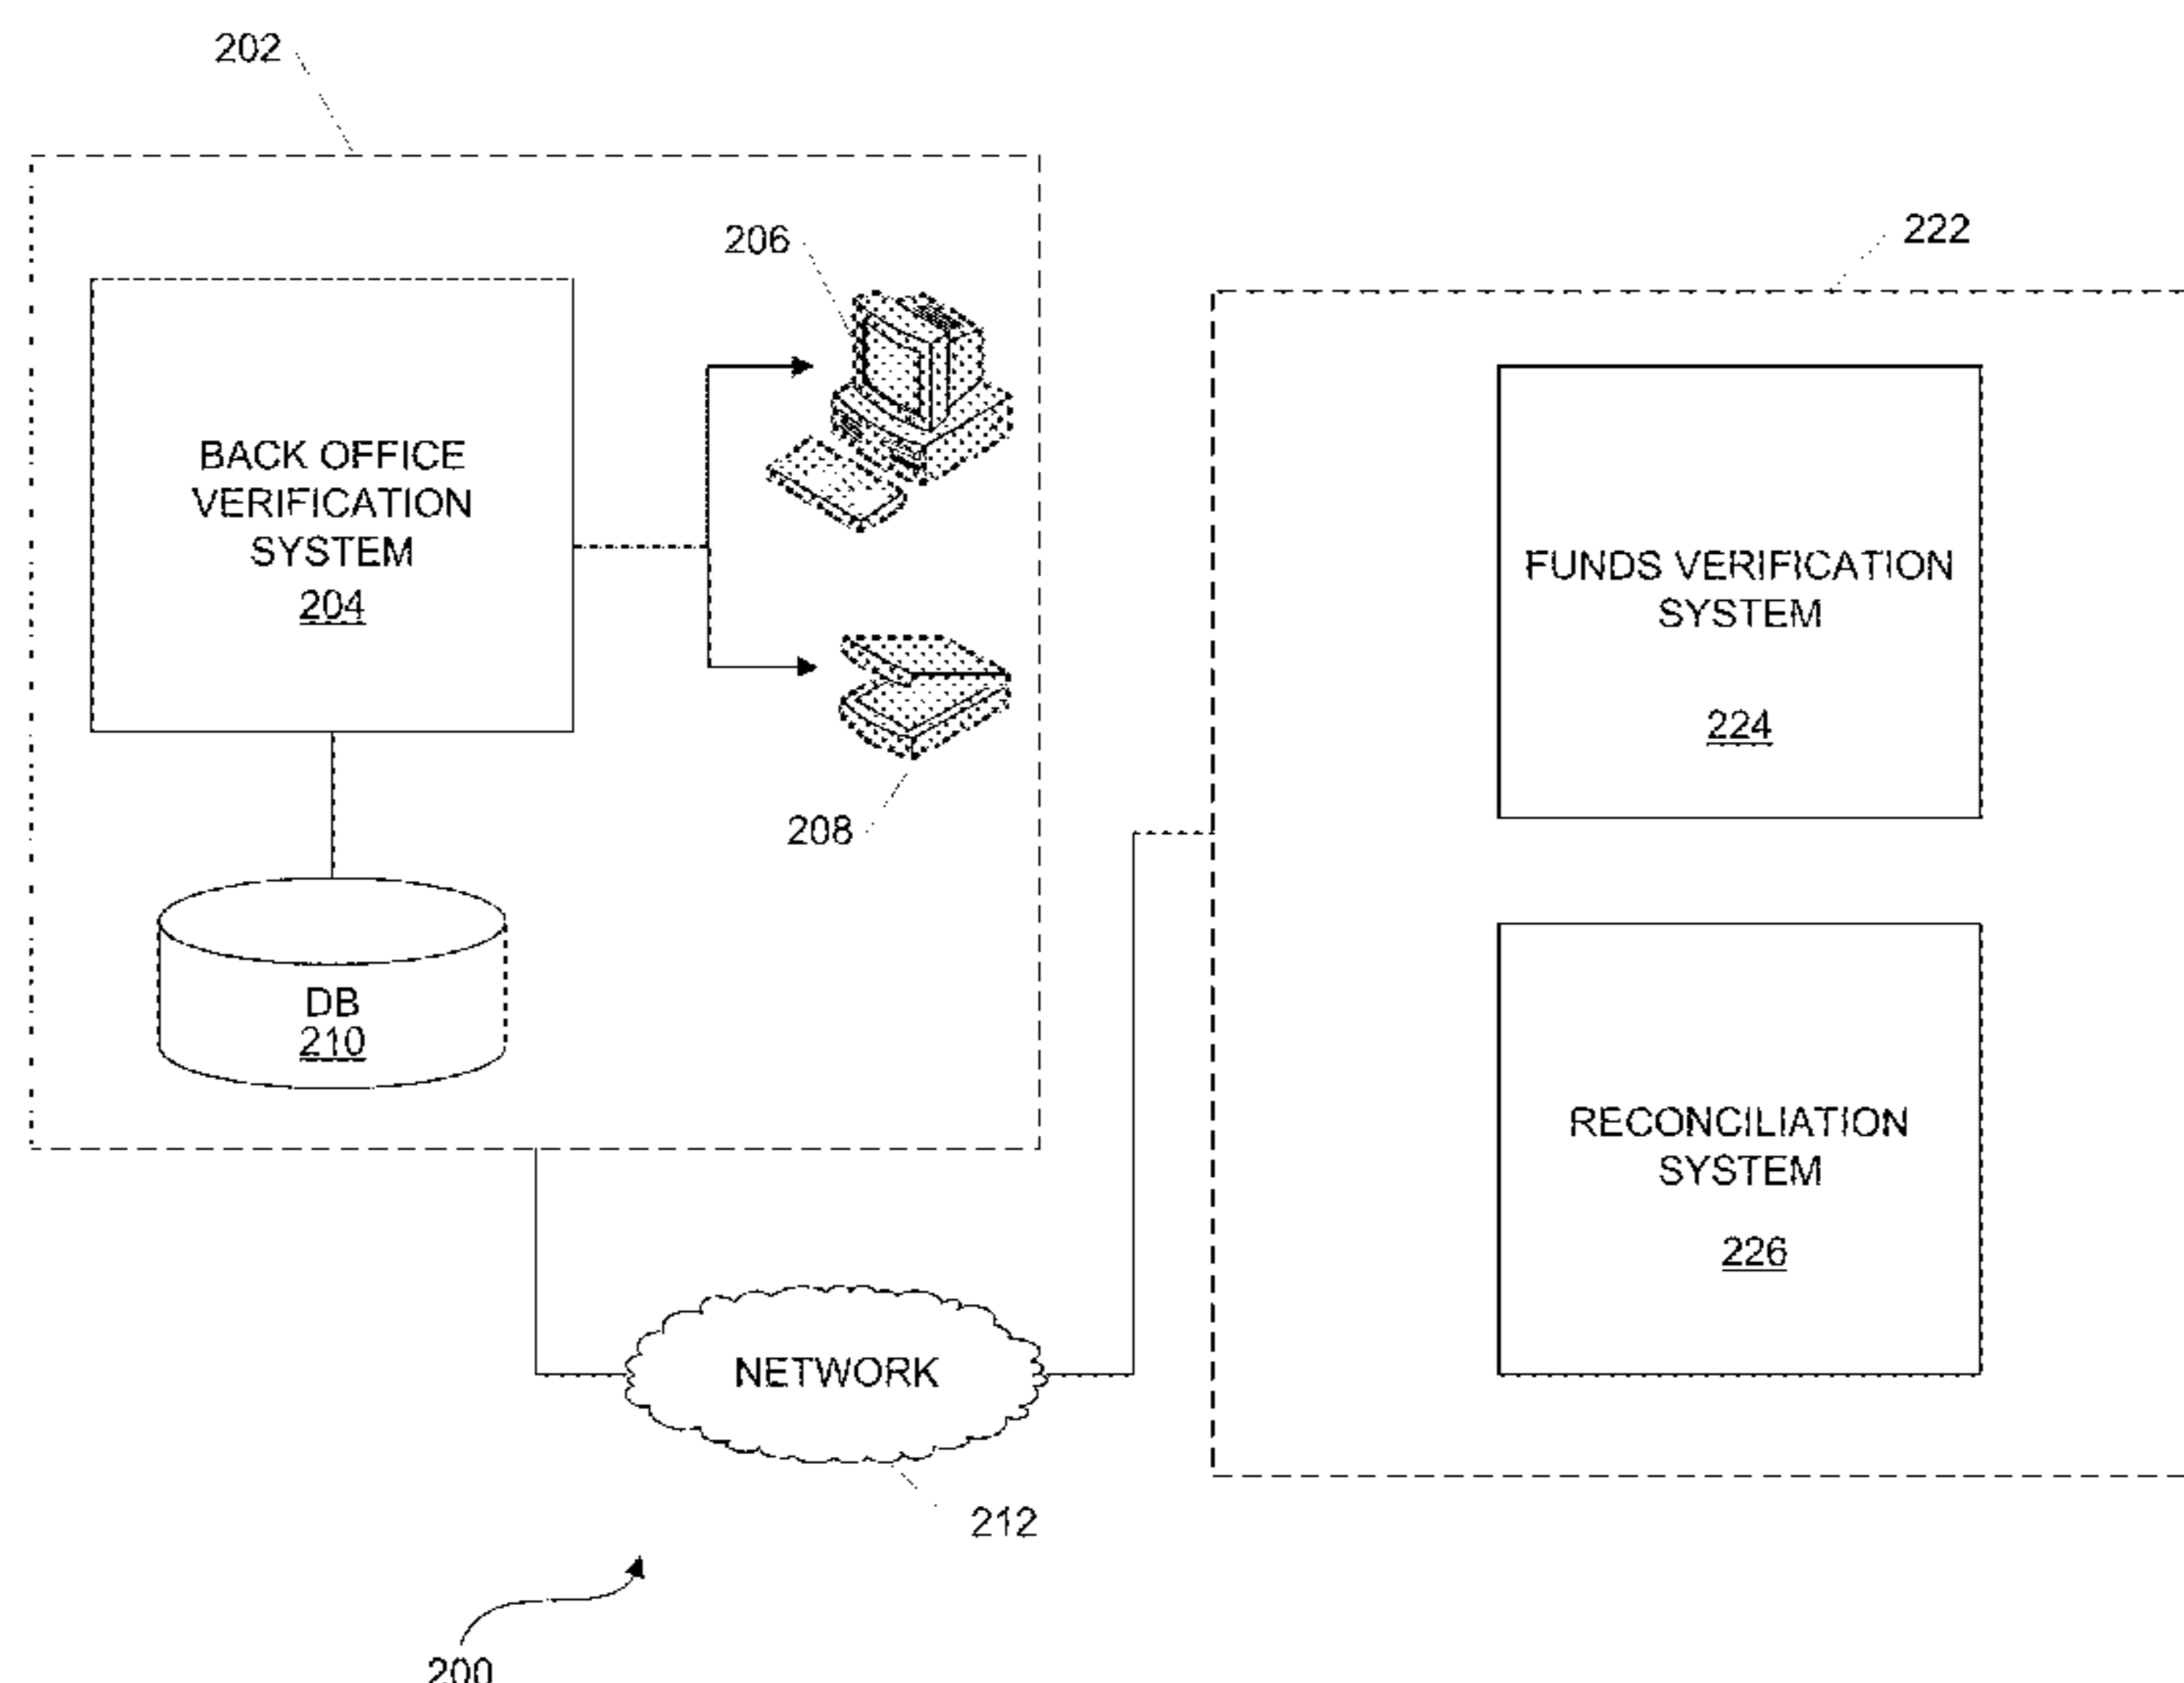 202
206
222
BACK OFFICE
VERIFICATION
SYSTEM
204
FUNDS VERIFICATION
SYSTEM
224
208
DB
210
RECONCILIATION
SYSTEM
226
NETWORK
212
200